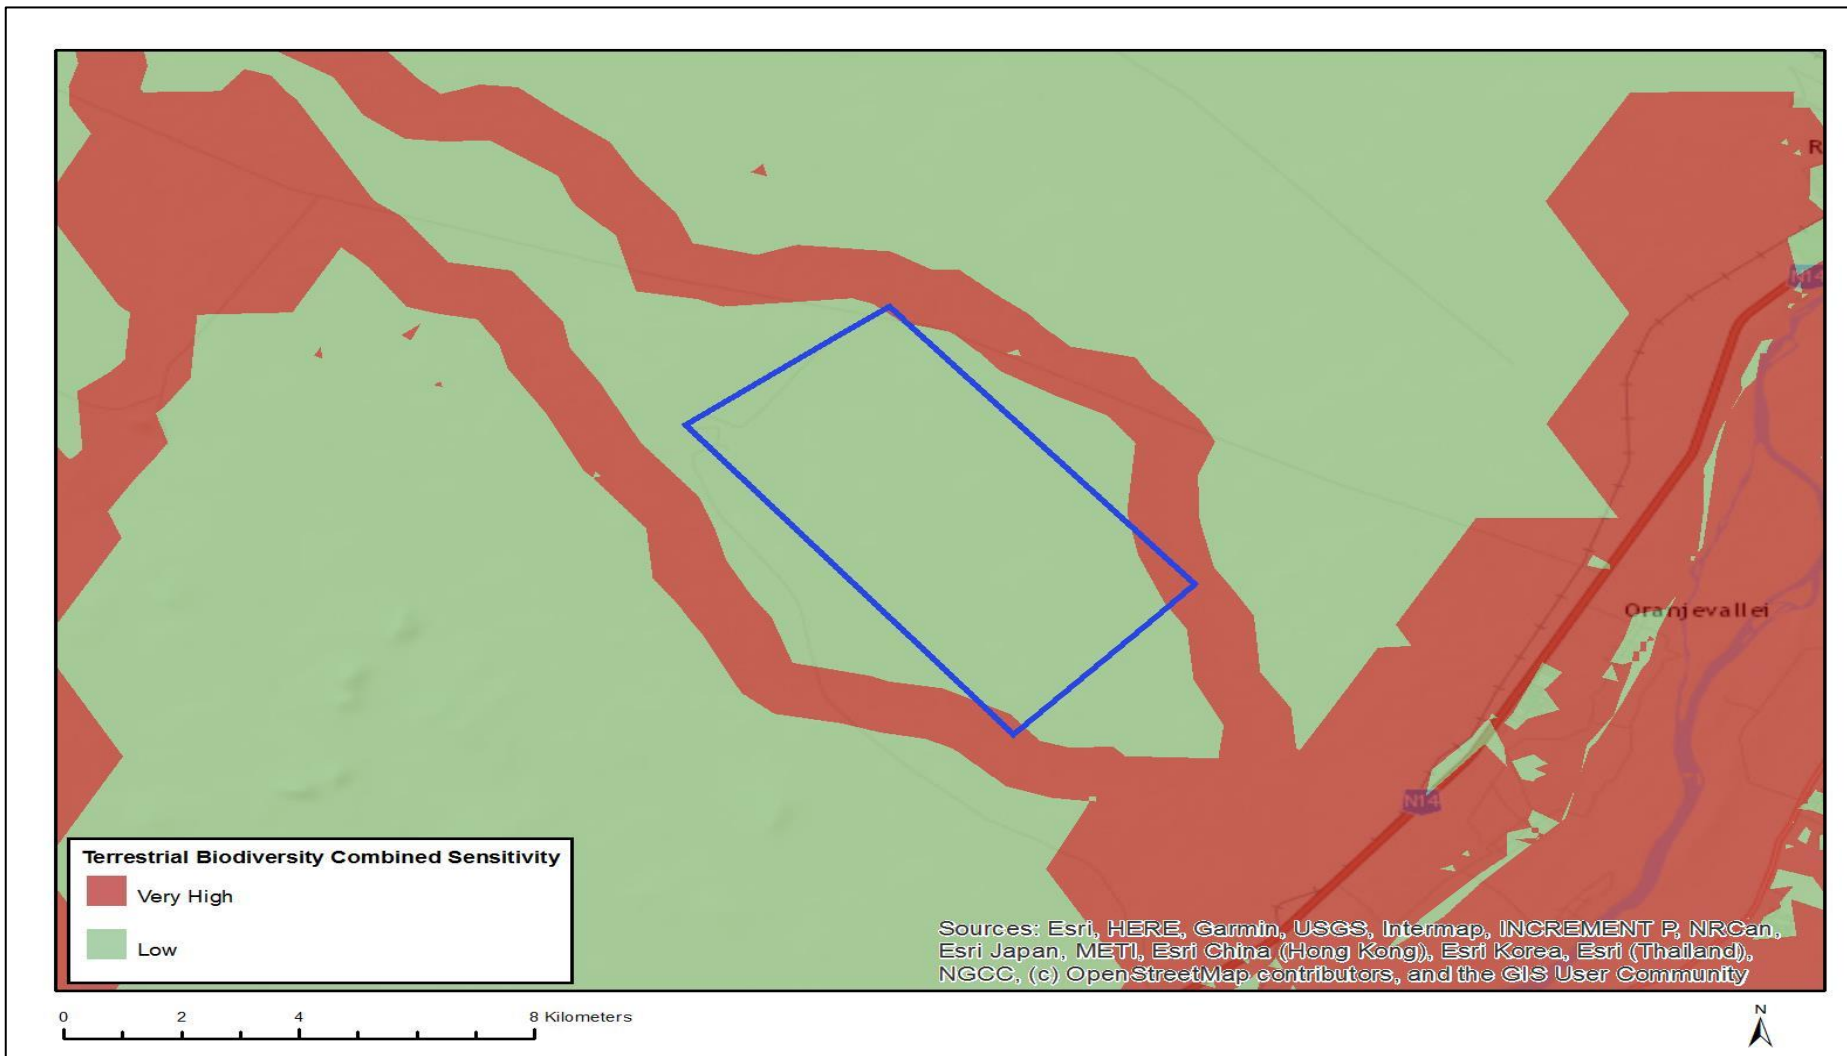 R
N14
Oranjevallei
N14
Terrestrial Biodiversity Combined Sensitivity
Very High
Low
Sources: Esri, HERE, Garmin, USGS, Intermap, INCREMENT P, NRCan,
Esri Japan, METI, Esri China (Hong Kong), Esri Korea, Esri (Thailand),
NGCC, (c) OpenStreetMap contributors, and the GIS User Community
0 2 4 8 Kilometers
N